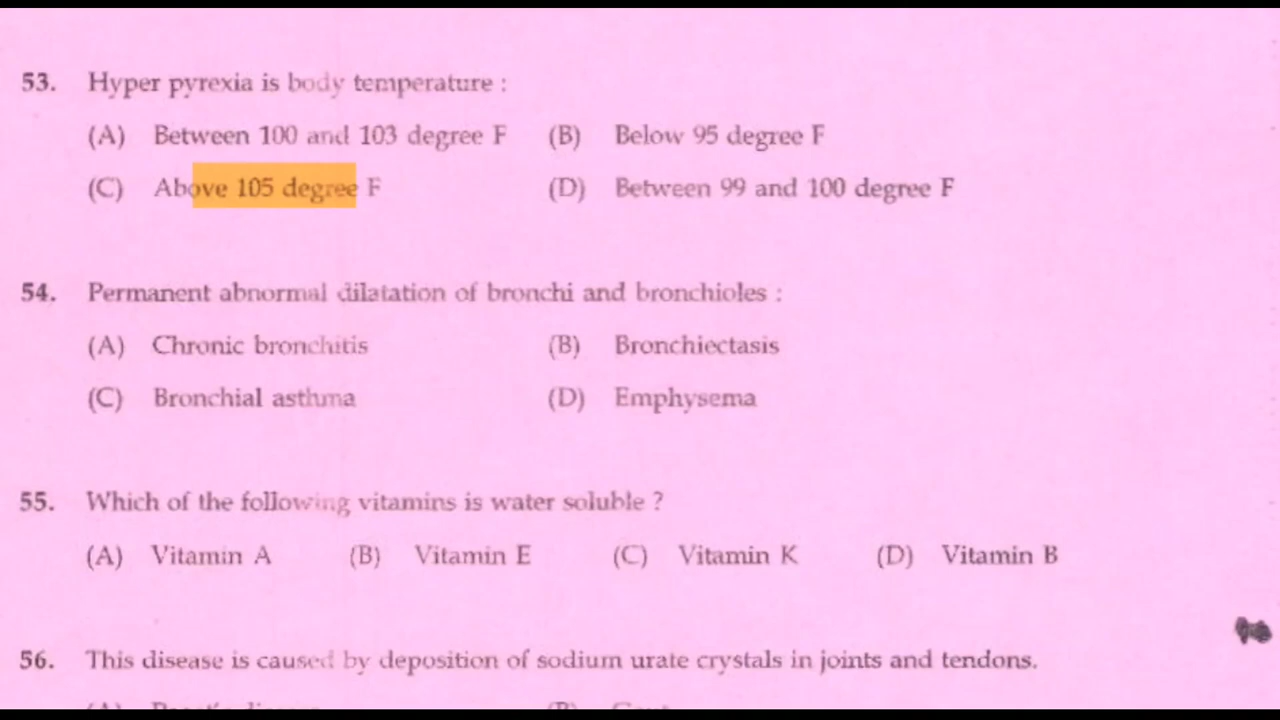 53. Hyper pyrexia is body temperature :
(A) Between 100 and 103 degree F (B) Below 95 degree F
(C) Above 105 degree F (D) Between 99 and 100 degree F
54. Permanent abnormal dilatation of bronchi and bronchioles :
(A) Chronic bronchitis (B) Bronchiectasis
(C) Bronchial asthma (D) Emphysema
55. Which of the following vitamins is water soluble ?
(A) Vitamin A (B) Vitamin E (C) Vitamin K (D) Vitamin B
56. This disease is caused by deposition of sodium urate crystals in joints and tendons.